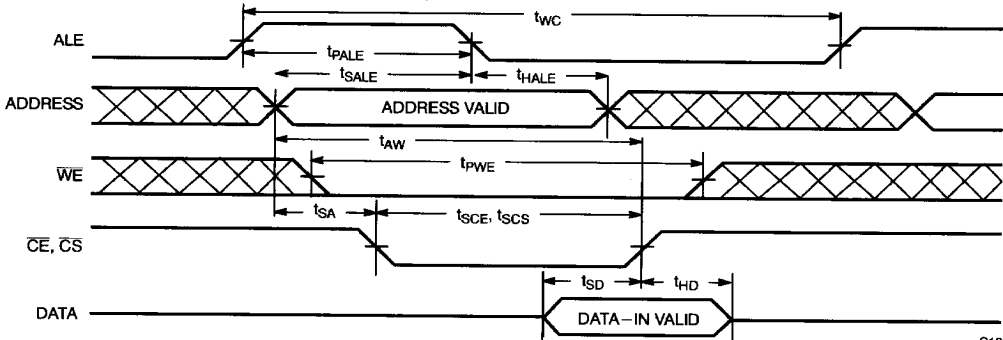 tWC
ALE
tPALE
tSALE
tHALE
ADDRESS
ADDRESS VALID
tAW
WE
tPWE
tSA
tSCE, tSCS
CE, CS
tSD
tHD
DATA
DATA-IN VALID